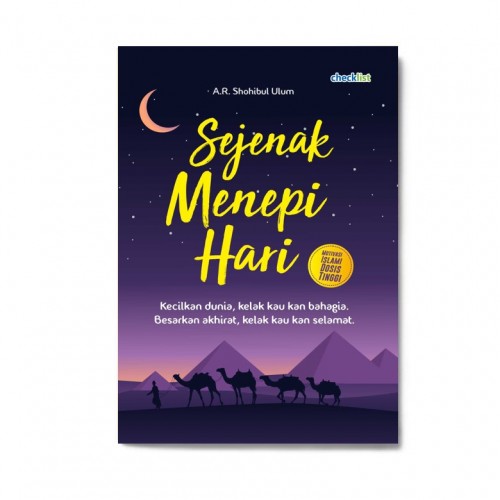 checklist
A.R. Shohibul Ulum
Sejenak
Menepi
Hari
MOTIVASI
ISLAMI
DOSIS
TINGGI
Kecilkan dunia, kelak kau kan bahagia.
Besarkan akhirat, kelak kau kan selamat.